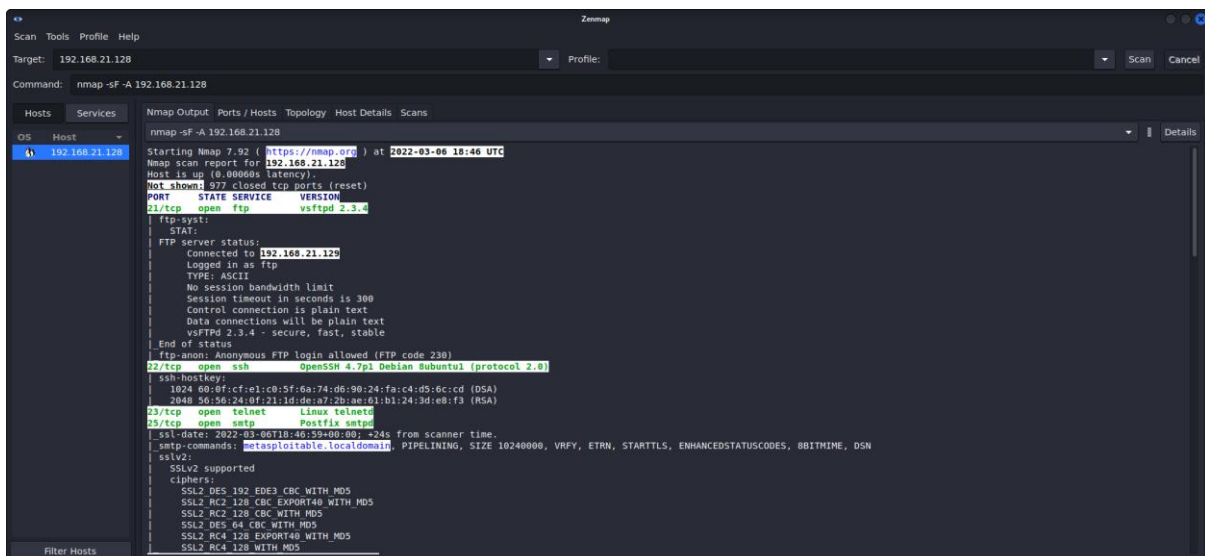 Zenmap
Scan Tools Profile Help
Target: 192.168.21.128 Profile: Scan Cancel
Command: nmap -sF -A 192.168.21.128
Hosts Services Nmap Output Ports / Hosts Topology Host Details Scans
OS Host nmap -sF -A 192.168.21.128 Details
192.168.21.128
Starting Nmap 7.92 ( https://nmap.org ) at 2022-03-06 18:46 UTC
Nmap scan report for 192.168.21.128
Host is up (0.00060s latency).
Not shown: 977 closed tcp ports (reset)
PORT STATE SERVICE VERSION
21/tcp open ftp vsftpd 2.3.4
| ftp-syst:
| STAT:
| FTP server status:
| Connected to 192.168.21.129
| Logged in as ftp
| TYPE: ASCII
| No session bandwidth limit
| Session timeout in seconds is 300
| Control connection is plain text
| Data connections will be plain text
| vsFTPd 2.3.4 - secure, fast, stable
|_End of status
|_ftp-anon: Anonymous FTP login allowed (FTP code 230)
22/tcp open ssh OpenSSH 4.7p1 Debian 8ubuntu1 (protocol 2.0)
| ssh-hostkey:
| 1024 60:0f:cf:e1:c0:5f:6a:74:d6:90:24:fa:c4:d5:6c:cd (DSA)
|_ 2048 56:56:24:0f:21:1d:de:a7:2b:ae:61:b1:24:3d:e8:f3 (RSA)
23/tcp open telnet Linux telnetd
25/tcp open smtp Postfix smtpd
|_ssl-date: 2022-03-06T18:46:59+00:00; +24s from scanner time.
|_smtp-commands: metasploitable.localdomain, PIPELINING, SIZE 10240000, VRFY, ETRN, STARTTLS, ENHANCEDSTATUSCODES, 8BITMIME, DSN
| sslv2:
| SSLv2 supported
| ciphers:
| SSL2_DES_192_EDE3_CBC_WITH_MD5
| SSL2_RC2_128_CBC_EXPORT40_WITH_MD5
| SSL2_RC2_128_CBC_WITH_MD5
| SSL2_DES_64_CBC_WITH_MD5
| SSL2_RC4_128_EXPORT40_WITH_MD5
|_ SSL2_RC4_128_WITH_MD5
Filter Hosts